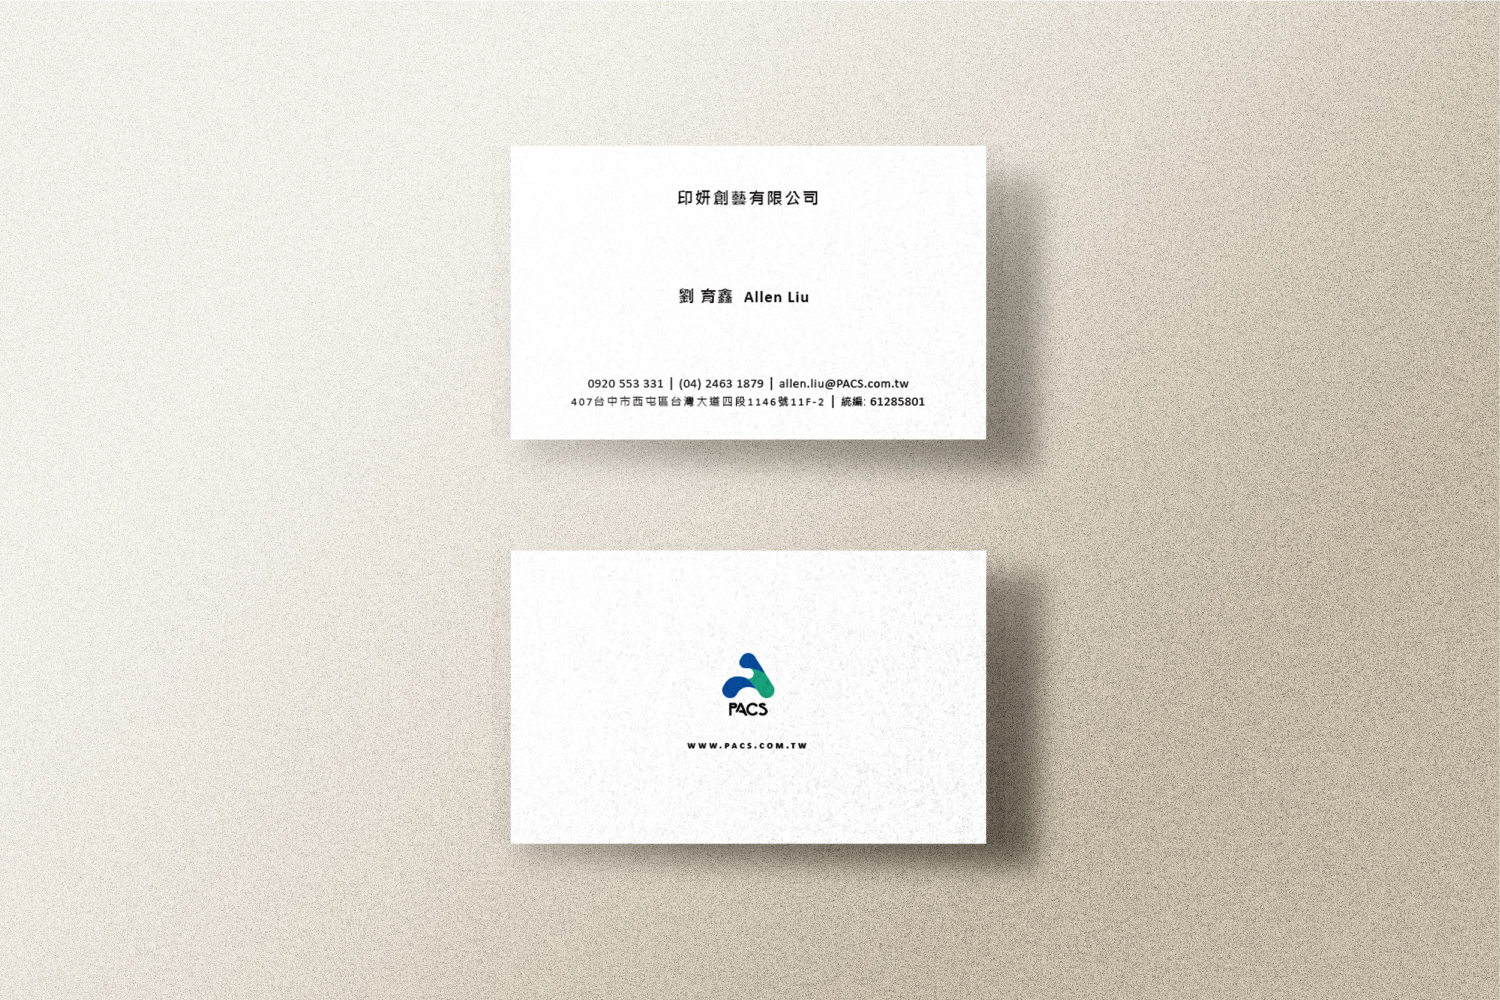 印妍創藝有限公司
劉 育鑫 Allen Liu
0920 553 331 | (04) 2463 1879 | allen.liu@PACS.com.tw
407台中市西屯區台灣大道四段1146號11F-2 | 統編: 61285801
PACS
WWW.PACS.COM.TW